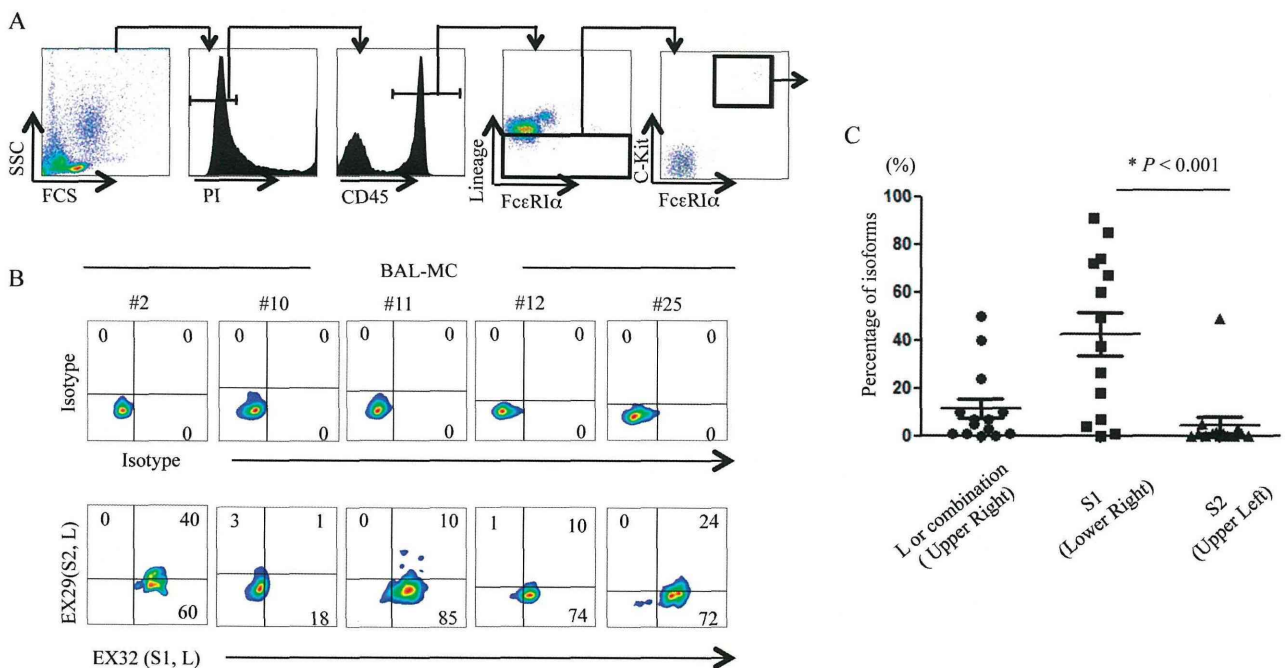 A
SSC
FCS
PI
CD45
Lineage
FcεRIα
C-Kit
FcεRIα
B
BAL-MC
#2 #10 #11 #12 #25
Isotype
0 0 0 0 0 0 0 0 0 0
0 0 0 0 0
Isotype
EX29(S2, L)
0 40 3 1 0 10 1 10 0 24
60 18 85 74 72
EX32 (S1, L)
C
(%)
* P < 0.001
Percentage of isoforms
100
80
60
40
20
0
L or combination
( Upper Right)
S1
(Lower Right)
S2
(Upper Left)